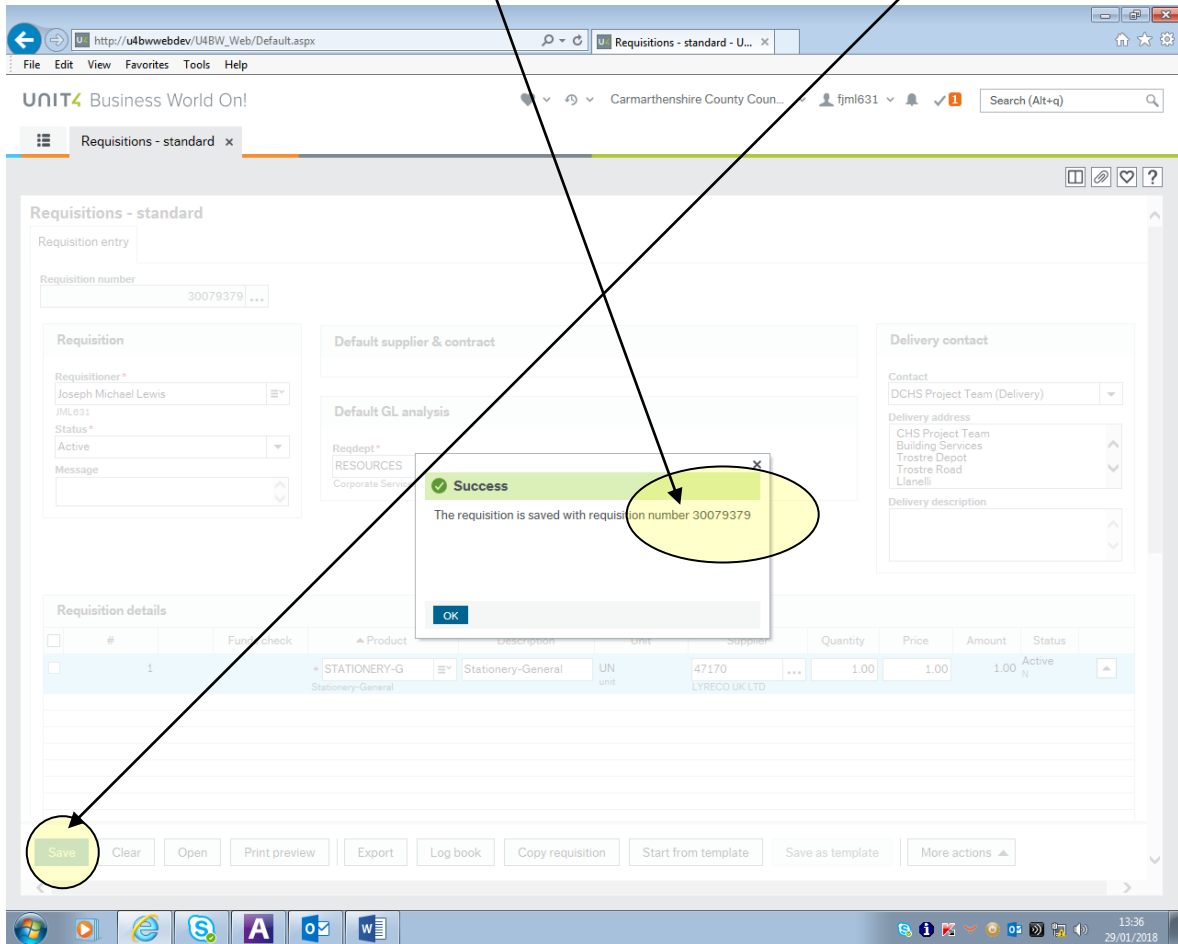 http://u4bwwebdev/U4BW_Web/Default.aspx
Requisitions - standard - U...
File Edit View Favorites Tools Help
UNIT4 Business World On!
Carmarthenshire County Coun...
fjml631
1
Search (Alt+q)
Requisitions - standard x
?
Requisitions - standard
Requisition entry
Requisition number
30079379 ...
Requisition
Default supplier & contract
Delivery contact
Requisitioner *
Joseph Michael Lewis
JML631
Status *
Active
Message
Default GL analysis
Reqdept *
RESOURCES
Corporate Servic
Contact
DCHS Project Team (Delivery)
Delivery address
CHS Project Team
Building Services
Trostre Depot
Trostre Road
Llanelli
Delivery description
Success
The requisition is saved with requisition number 30079379
OK
Requisition details
# Funds check Product Description Unit Supplier Quantity Price Amount Status
1 * STATIONERY-G Stationery-General UN 47170 ... 1.00 1.00 1.00 Active
Stationery-General unit LYRECO UK LTD N
Save Clear Open Print preview Export Log book Copy requisition Start from template Save as template More actions
13:36
29/01/2018